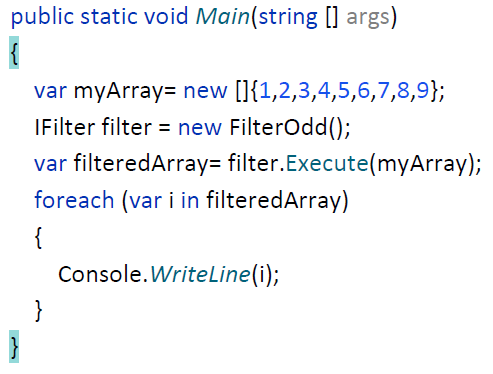 public static void Main(string [] args)
{
var myArray= new []{1,2,3,4,5,6,7,8,9};
IFilter filter = new FilterOdd();
var filteredArray= filter.Execute(myArray);
foreach (var i in filteredArray)
{
Console.WriteLine(i);
}
}